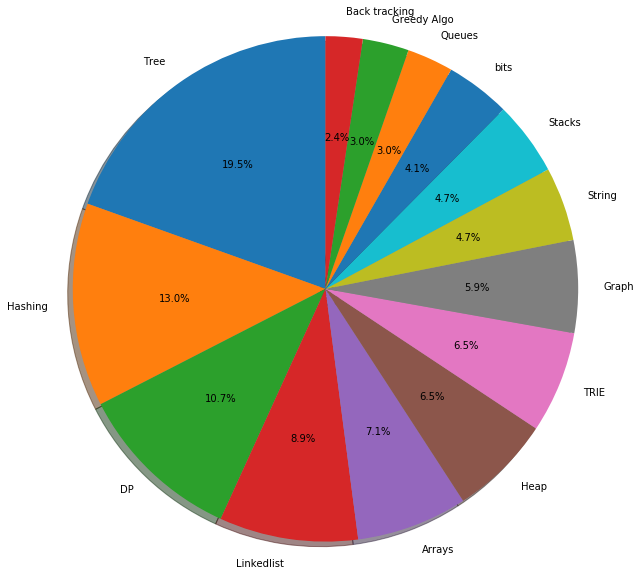 Back tracking
Greedy Algo
Queues
bits
Stacks
String
Graph
TRIE
Heap
Arrays
Linkedlist
DP
Hashing
Tree
2.4%
3.0%
3.0%
4.1%
4.7%
4.7%
5.9%
6.5%
6.5%
7.1%
8.9%
10.7%
13.0%
19.5%